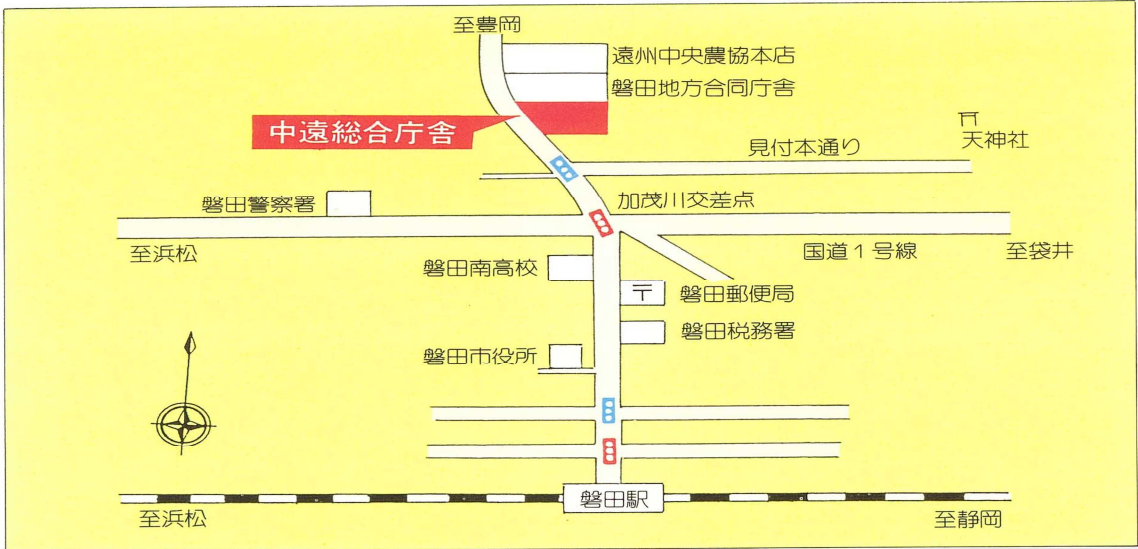 至豊岡
遠州中央農協本店
磐田地方合同庁舎
中遠総合庁舎
天神社
見付本通り
磐田警察署
加茂川交差点
至浜松
国道1号線
至袋井
磐田南高校
〒
磐田郵便局
磐田税務署
磐田市役所
磐田駅
至浜松
至静岡